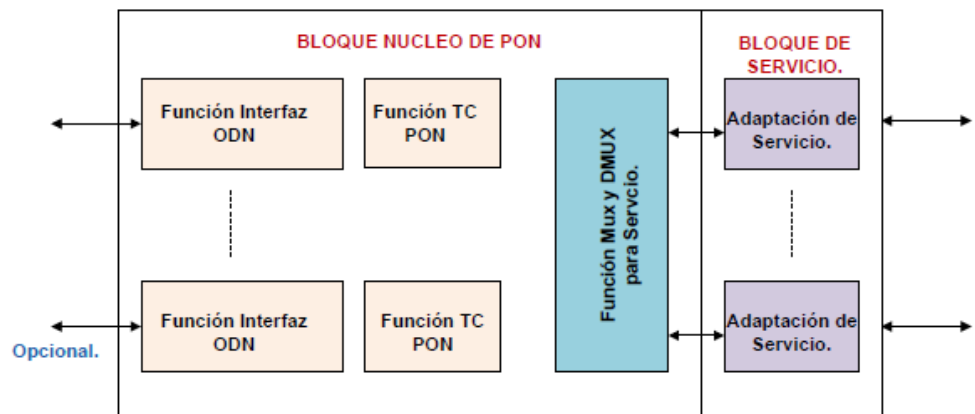 BLOQUE NUCLEO DE PON
BLOQUE DE
SERVICIO.
Función Interfaz
ODN
Función TC
PON
Función Mux y DMUX
para Servcio.
Adaptación de
Servicio.
Función Interfaz
ODN
Función TC
PON
Adaptación de
Servicio.
Opcional.